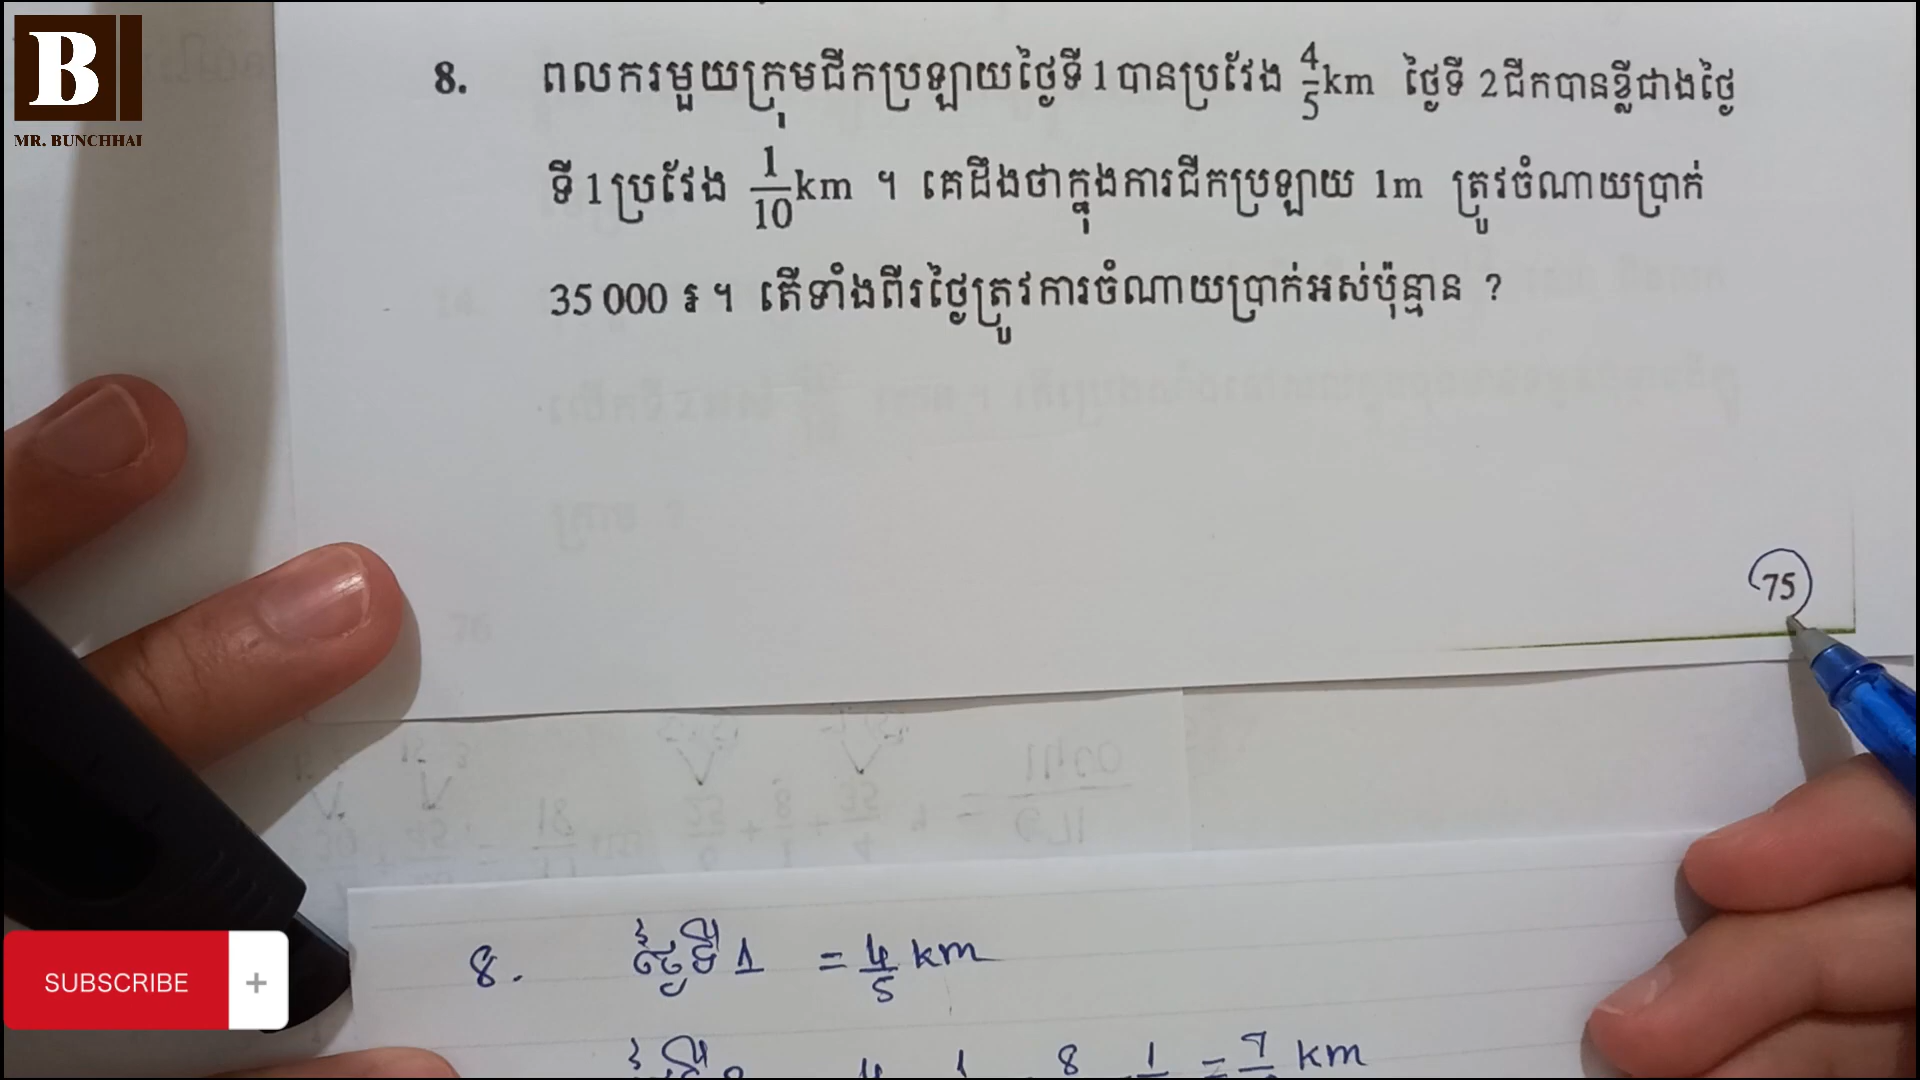 B
MR. BUNCHHAI
8. ពលករមួយក្រុមជីកប្រឡាយថ្ងៃទី 1 បានប្រវែង 4/5 km ថ្ងៃទី 2 ជីកបានខ្លីជាងថ្ងៃ
ទី 1 ប្រវែង 1/10 km ។ គេដឹងថាក្នុងការជីកប្រឡាយ 1m ត្រូវចំណាយប្រាក់
35 000 ៛ ។ តើទាំងពីរថ្ងៃត្រូវការចំណាយប្រាក់អស់ប៉ុន្មាន ?
75
8. ថ្ងៃទី 1 = 4/5 km
SUBSCRIBE +